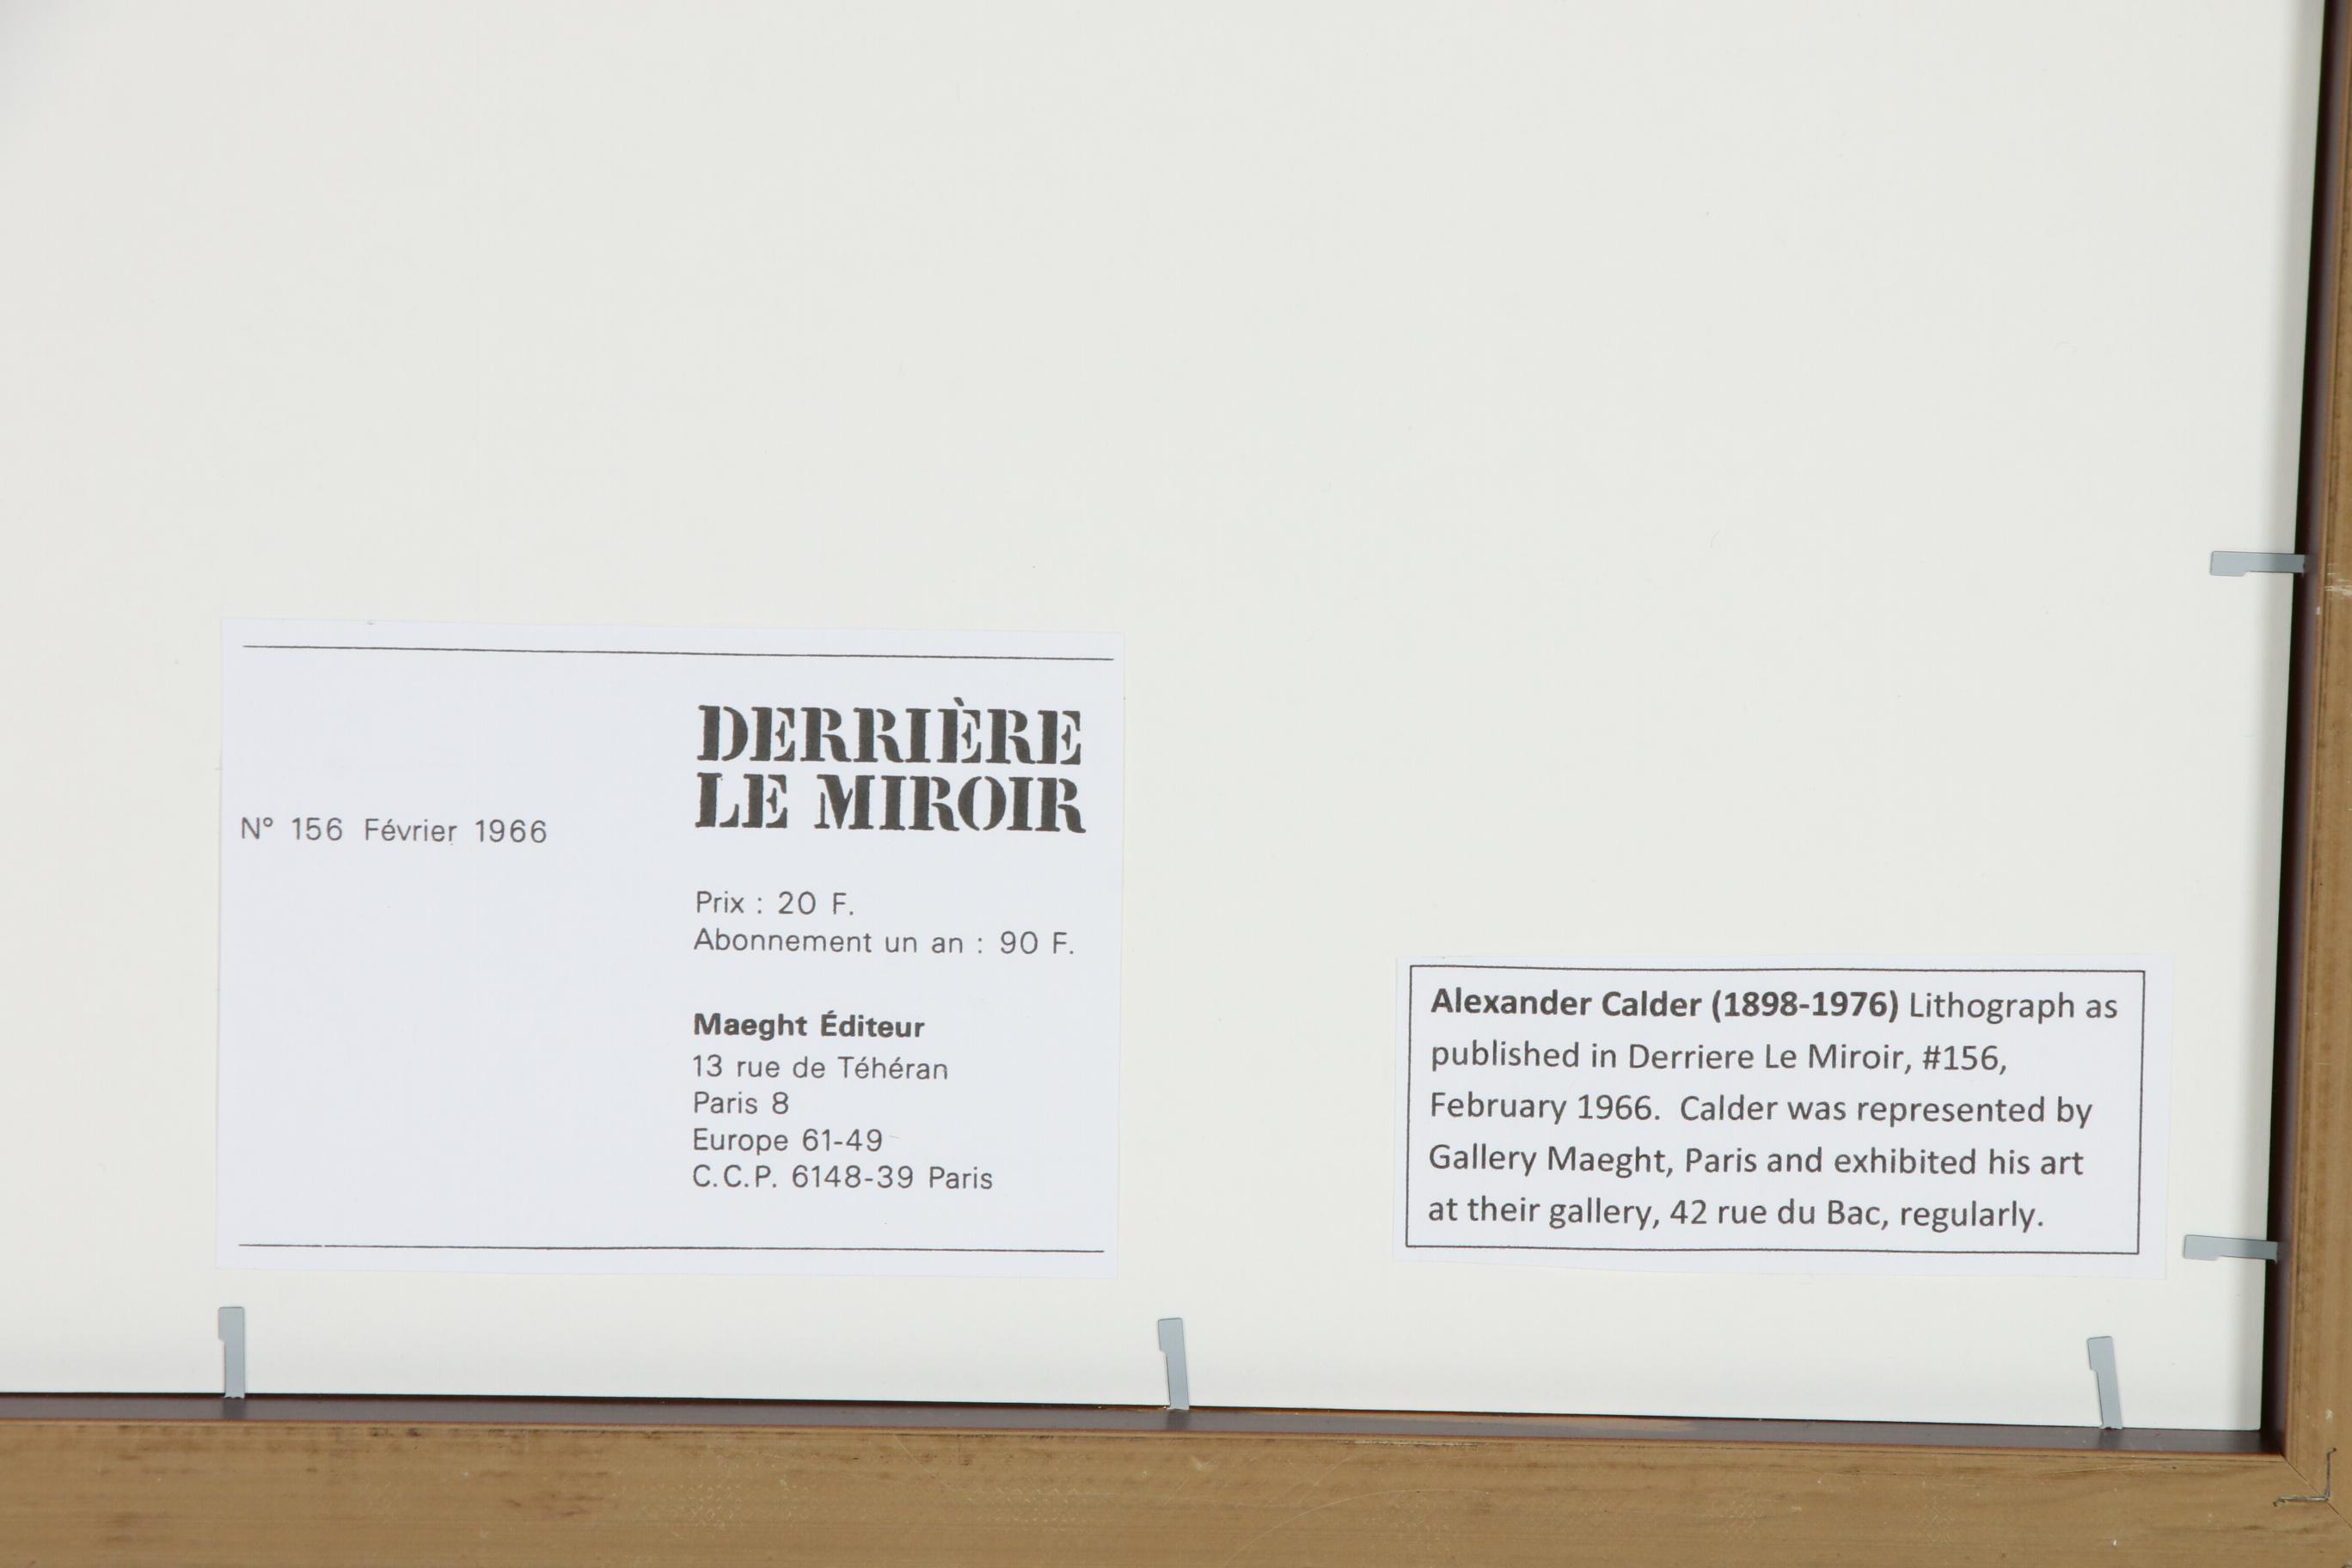 DERRIÈRE
LE MIROIR
N° 156 Février 1966
Prix : 20 F.
Abonnement un an : 90 F.
Maeght Éditeur
13 rue de Téhéran
Paris 8
Europe 61-49
C.C.P. 6148-39 Paris
Alexander Calder (1898-1976) Lithograph as
published in Derriere Le Miroir, #156,
February 1966. Calder was represented by
Gallery Maeght, Paris and exhibited his art
at their gallery, 42 rue du Bac, regularly.